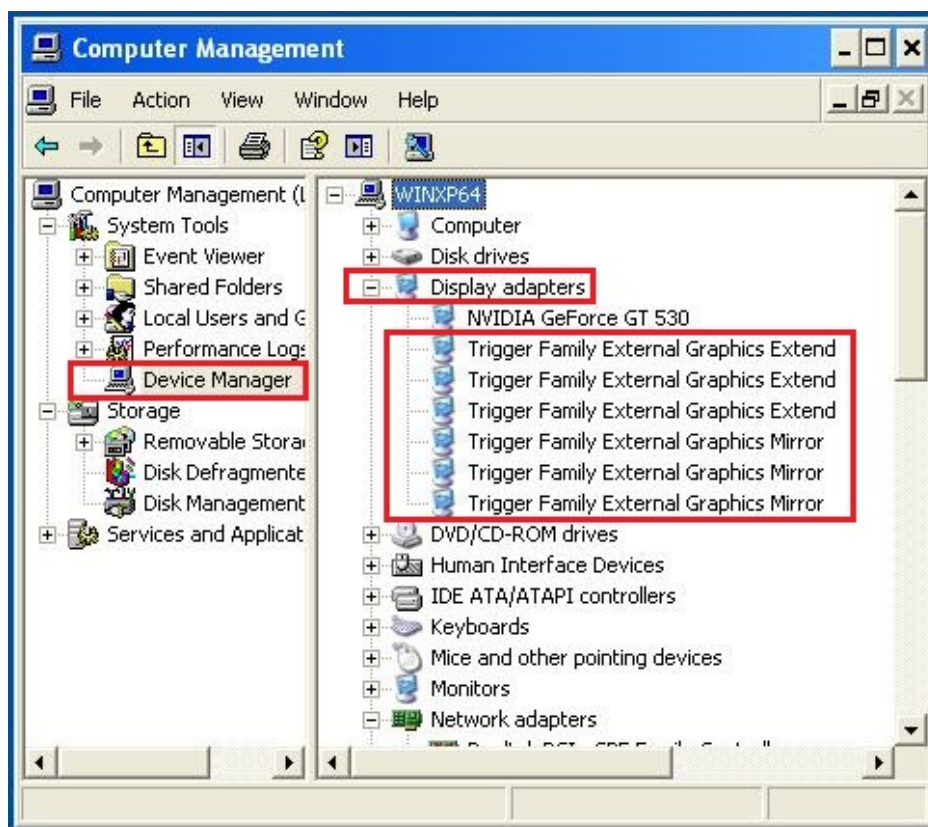 Computer Management
File Action View Window Help
Computer Management (L
System Tools
Event Viewer
Shared Folders
Local Users and G
Performance Logs
Device Manager
Storage
Removable Storag
Disk Defragmente
Disk Management
Services and Applicat
WINXP64
Computer
Disk drives
Display adapters
NVIDIA GeForce GT 530
Trigger Family External Graphics Extend
Trigger Family External Graphics Extend
Trigger Family External Graphics Extend
Trigger Family External Graphics Mirror
Trigger Family External Graphics Mirror
Trigger Family External Graphics Mirror
DVD/CD-ROM drives
Human Interface Devices
IDE ATA/ATAPI controllers
Keyboards
Mice and other pointing devices
Monitors
Network adapters